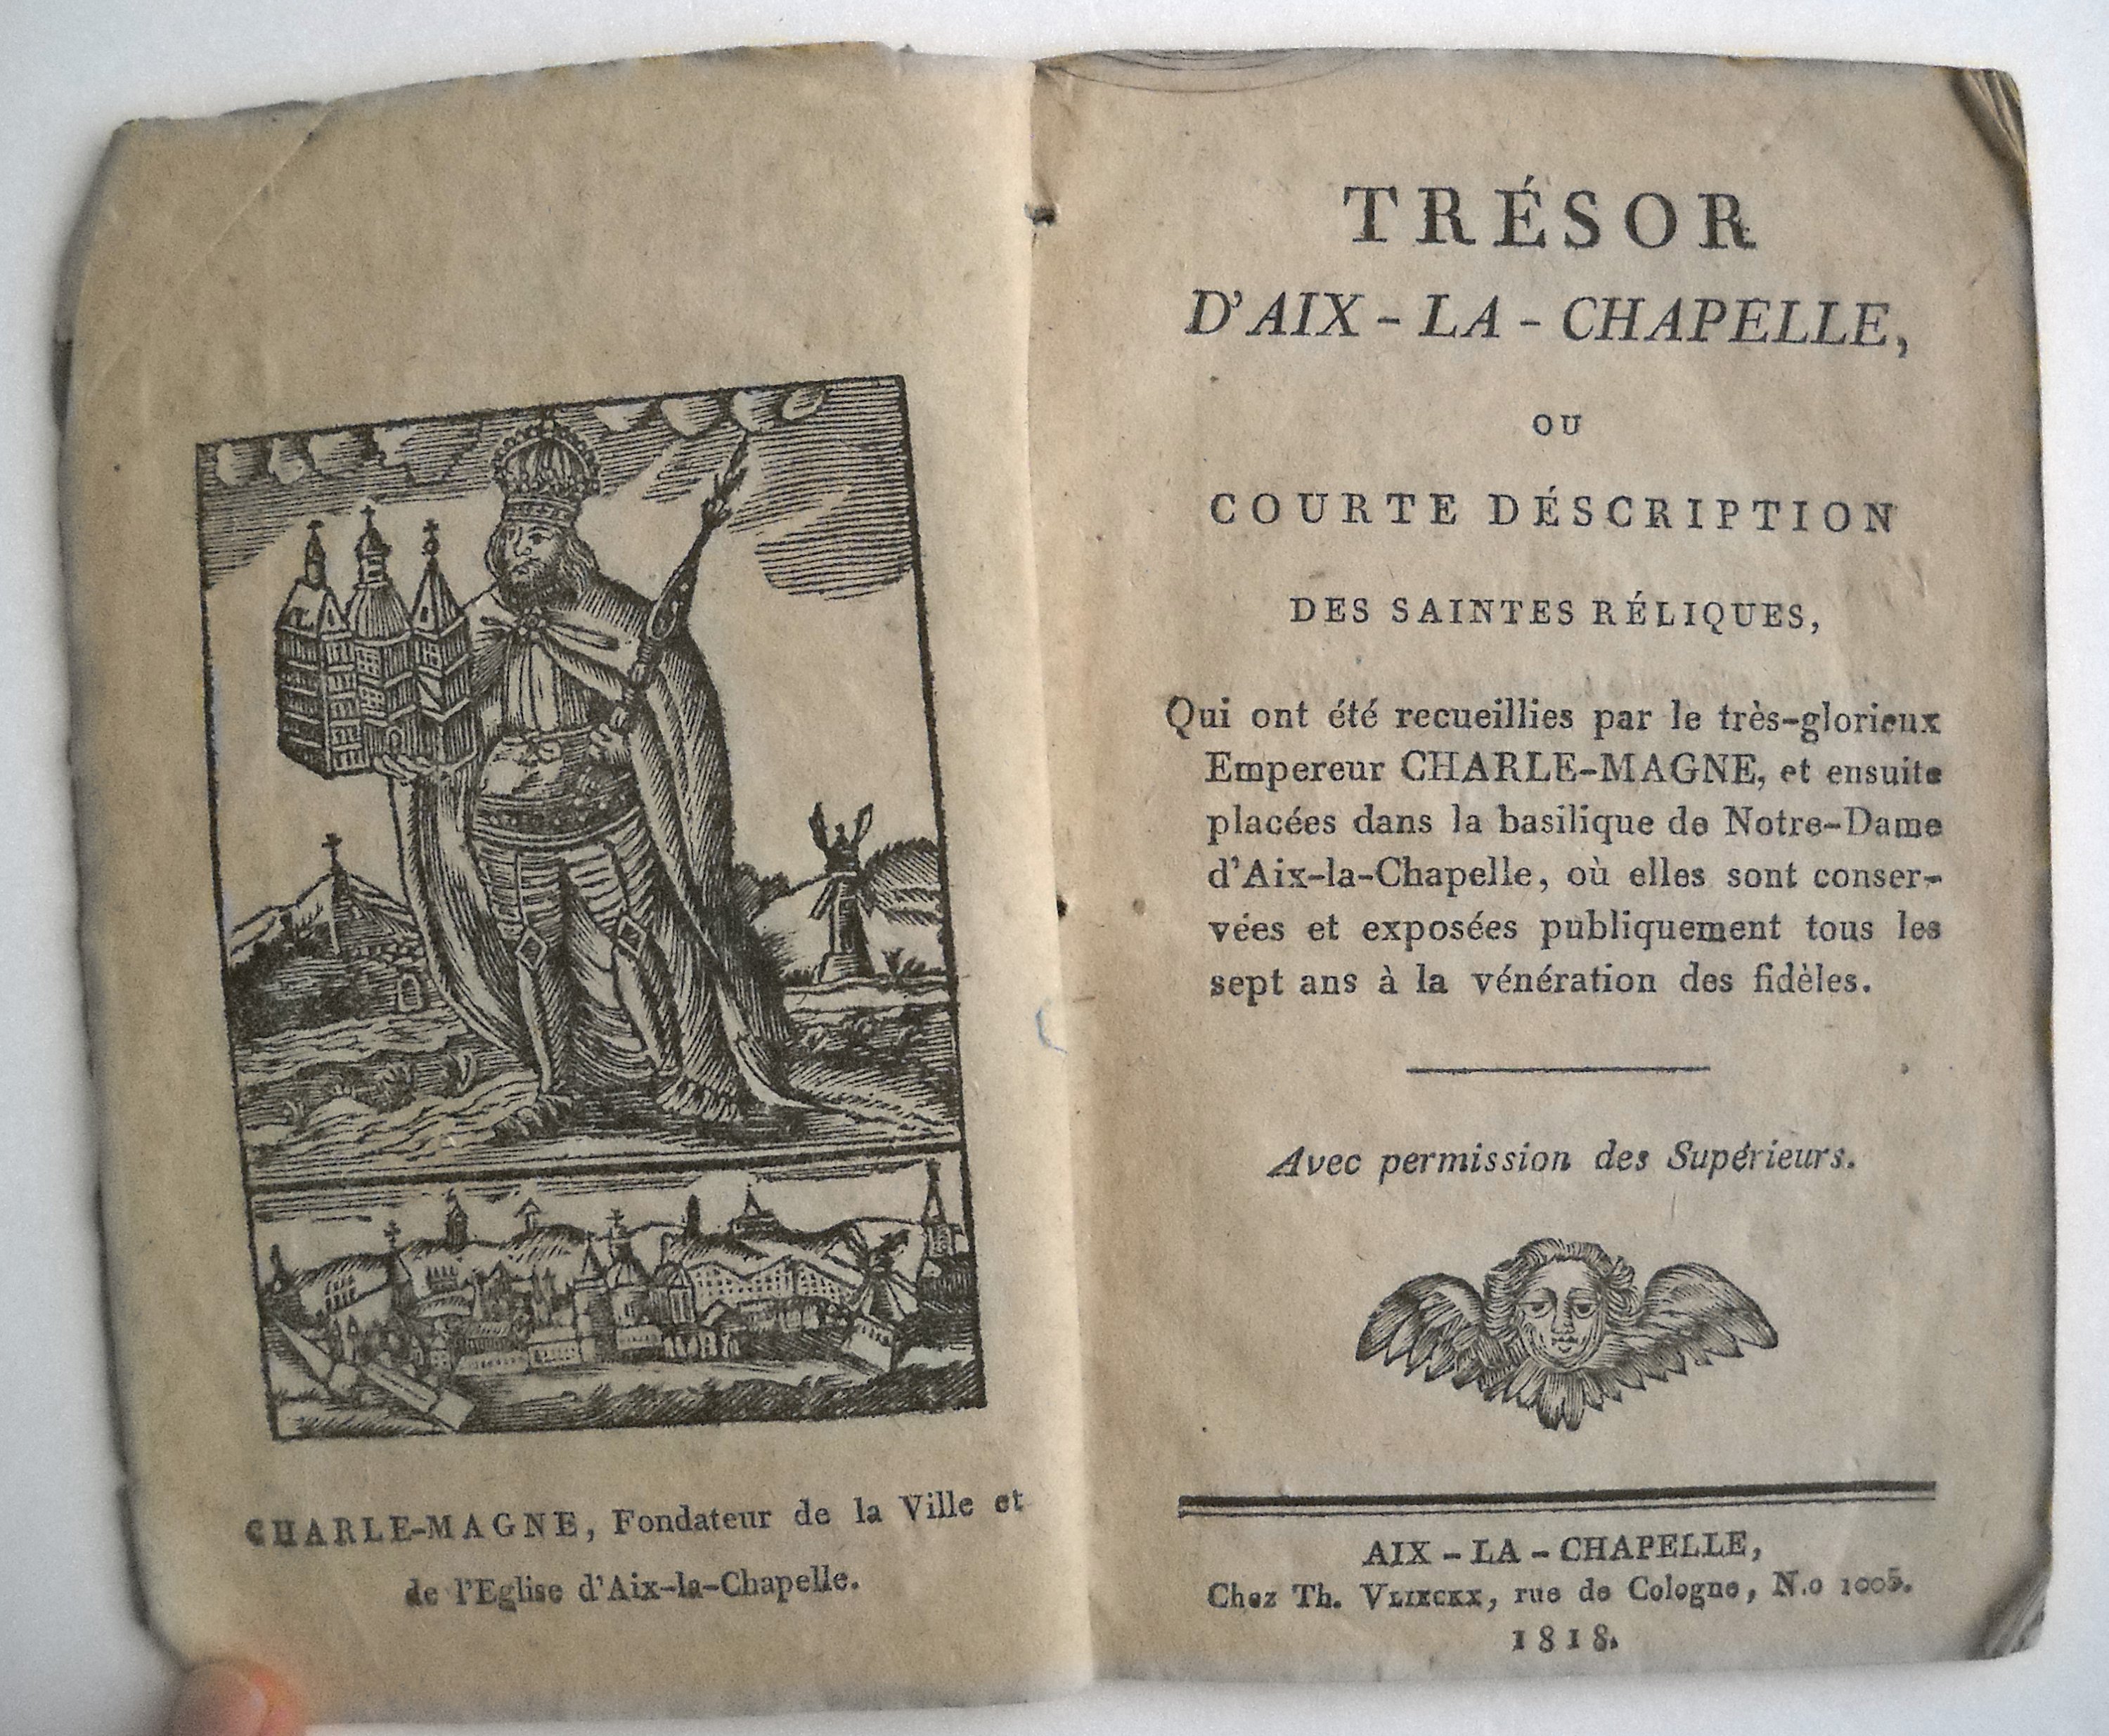 CHARLE-MAGNE, Fondateur de la Ville et
de l'Eglise d'Aix-la-Chapelle.
TRÉSOR
D'AIX - LA - CHAPELLE,
OU
COURTE DÉSCRIPTION
DES SAINTES RÉLIQUES,
Qui ont été recueillies par le très-glorieux
Empereur CHARLE-MAGNE, et ensuite
placées dans la basilique de Notre-Dame
d'Aix-la-Chapelle, où elles sont conser-
vées et exposées publiquement tous les
sept ans à la vénération des fidèles.
Avec permission des Supérieurs.
AIX - LA - CHAPELLE,
Chez Th. VLIECKX, rue de Cologne, N.o 1005.
1818.